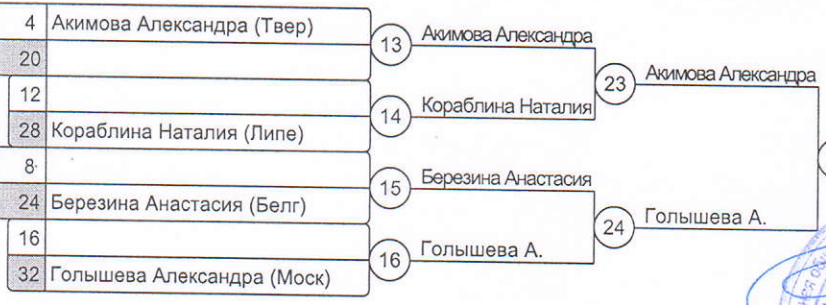 4 Акимова Александра (Твер)
20
12
28 Кораблина Наталия (Липе)
8
24 Березина Анастасия (Белг)
16
32 Голышева Александра (Моск)
13 Акимова Александра
14 Кораблина Наталия
15 Березина Анастасия
16 Голышева А.
23 Акимова Александра
24 Голышева А.